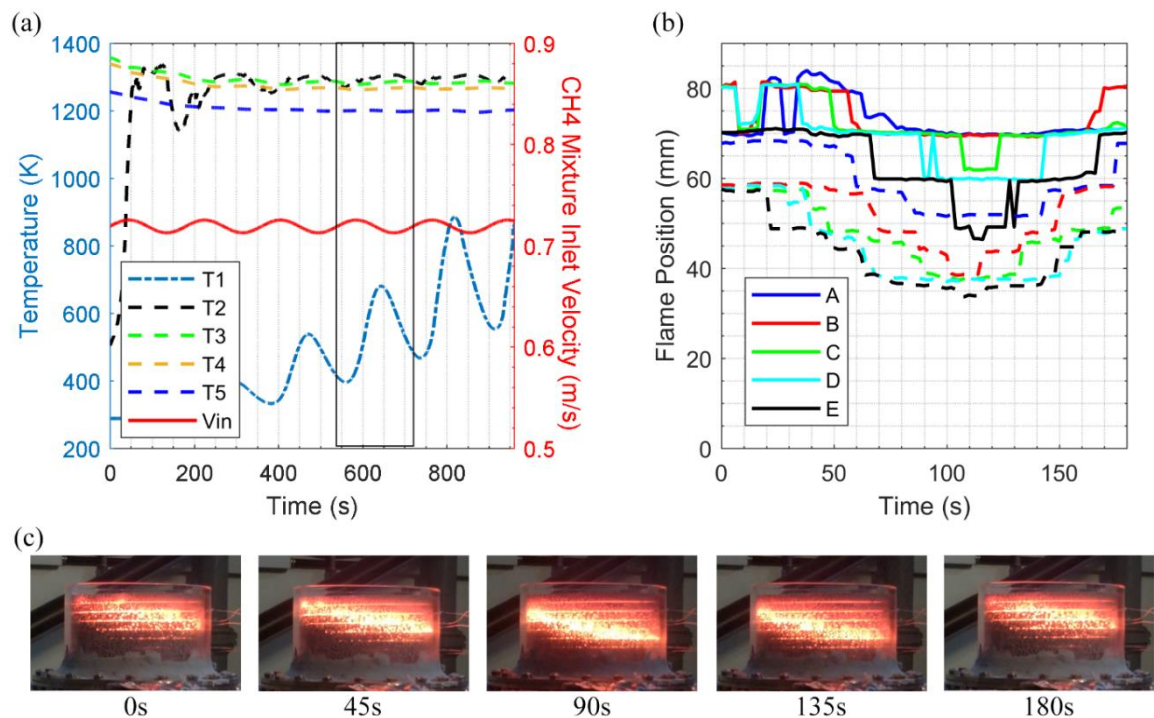 (a)
1400
1200
1000
800
600
400
200
Temperature (K)
0.9
0.8
0.7
0.6
0.5
CH4 Mixture Inlet Velocity (m/s)
T1
T2
T3
T4
T5
Vin
0 200 400 600 800
Time (s)
(b)
80
60
40
20
0
Flame Position (mm)
A
B
C
D
E
0 50 100 150
Time (s)
(c)
0s 45s 90s 135s 180s